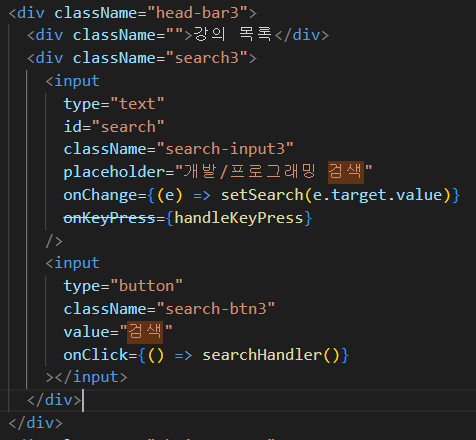 <div className="head-bar3">
<div className="">강의 목록</div>
<div className="search3">
<input
type="text"
id="search"
className="search-input3"
placeholder="개발/프로그래밍 검색"
onChange={(e) => setSearch(e.target.value)}
onKeyPress={handleKeyPress}
/>
<input
type="button"
className="search-btn3"
value="검색"
onClick={() => searchHandler()}
></input>
</div>
</div>